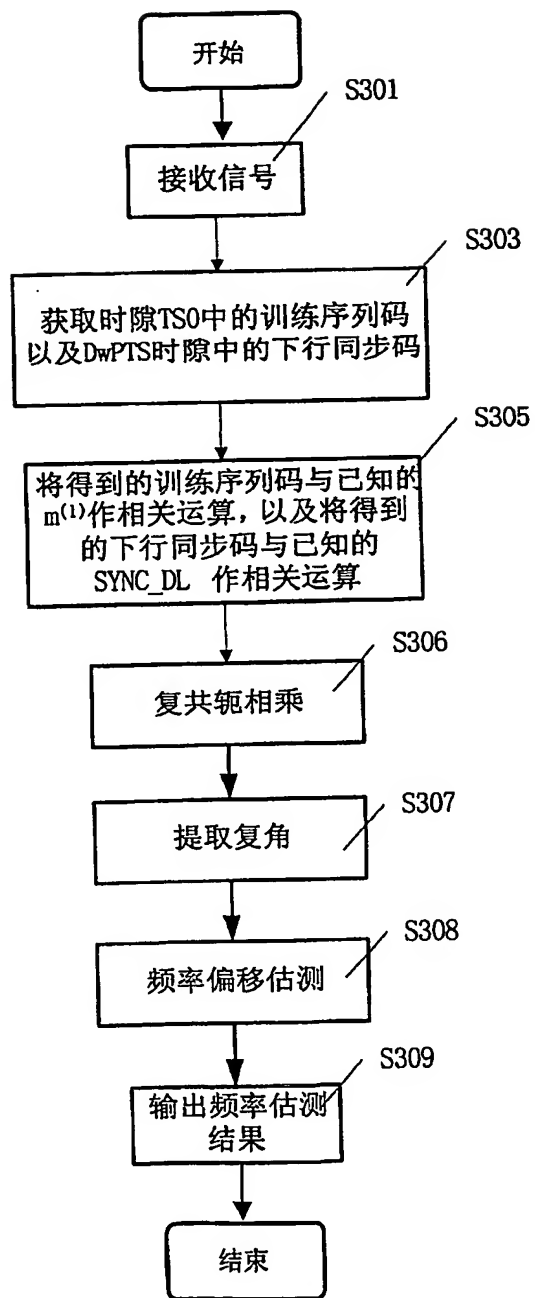 开始
S301
接收信号
S303
获取时隙TS0中的训练序列码
以及DwPTS时隙中的下行同步码
S305
将得到的训练序列码与已知的
m(1)作相关运算，以及将得到
的下行同步码与已知的
SYNC_DL 作相关运算
S306
复共轭相乘
S307
提取复角
S308
频率偏移估测
S309
输出频率估测
结果
结束